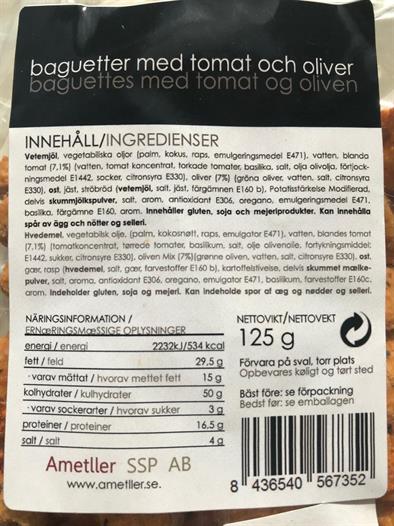 baguetter med tomat och oliver
baguettes med tomat og oliven
INNEHÅLL/INGREDIENSER
Vetemjöl, vegetabiliska oljor (palm, kokus, raps, emulgeringsmedel E471), vatten, blanda
tomat (7,1%) (vatten, tomat koncentrat, torkade tomater, basilika, salt, olja olivolja, förtjock-
ningsmedel E1442, socker, citronsyra E330), oliver (7%) (gröna oliver, vatten, salt, citronsyra
E330), ost, jäst, ströbröd (vetemjöl, salt, jäst, färgämnen E160 b), Potatisstärkelse Modifierad,
delvis skummjölkspulver, salt, arom, antioxidant E306, oregano, emulgeringsmedel E471,
basilika, färgämne E160, arom. Innehåller gluten, soja och mejeriprodukter. Kan innehålla
spår av ägg och nötter og selleri.
Hvedemel, vegetabilsk olje, (palm, kokosnøtt, raps, emulgator E471), vatten, blandes tomat
(7,1%) (tomatkoncentrat, tørrede tomater, basilikum, salt, olje olivenolie, fortykningsmiddel:
E1442, sukker, citronsyre E330), oliven Mix (7%)(grønne oliven, vatten, salt, citronsyre E330), ost,
gær, rasp (hvedemel, salt, gær, farvestoffer E160 b), kartoffelstivelse, delvis skummet mælke-
pulver, salt, aroma, antioxidant E306, oregano, emulgator E471, basilikum, farvestoffer E160c,
arom. Indeholder gluten, soja og mejeri. Kan indeholde spor af æg og nødder og selleri.
NÄRINGSINFORMATION /
ERNæRINGSMæSSIGE OPLYSNINGER
energi / energi 2232kJ/534 kcal
fett / feld 29,5 g
-varav mättat / hvorav mettet fett 15 g
kolhydrater / kulhydrater 50 g
-varav sockerarter / hvorav sukker 3 g
proteiner / proteiner 16,5 g
salt / salt 4 g
NETTOVIKT/NETTOVEKT
125 g
Förvara på sval, torr plats
Opbevares køligt og tørt sted
Bäst före: se förpackning
Bedst før: se emballagen
Ametller SSP AB
www.ametller.se.
8 436540 567352